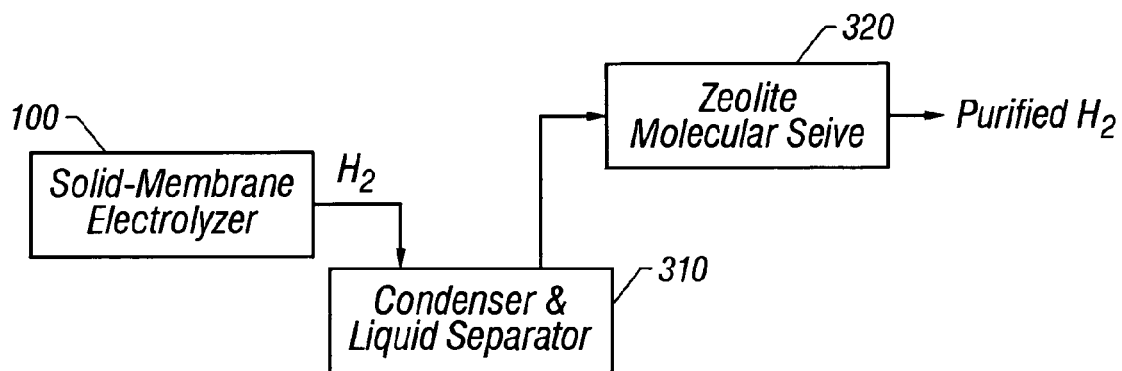 320
Zeolite
Molecular Seive
Purified H₂
100
Solid-Membrane
Electrolyzer
H₂
310
Condenser &
Liquid Separator